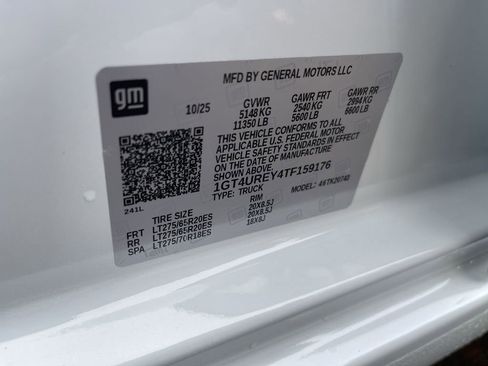 gm
MFD BY GENERAL MOTORS LLC
10/25 GVWR GAWR FRT GAWR RR
5148 KG 2540 KG 2994 KG
11350 LB 5600 LB 6600 LB
THIS VEHICLE CONFORMS TO ALL
APPLICABLE U.S. FEDERAL MOTOR
VEHICLE SAFETY STANDARDS IN EFFECT
ON THE DATE OF MANUFACTURE SHOWN ABOVE.
1GT4UREY4TF159176
TYPE: TRUCK MODEL: 46TK20743
241L
TIRE SIZE RIM
FRT LT275/65R20ES 20X8.5J
RR LT275/65R20ES 20X8.5J
SPA LT275/70R18ES 18X8J